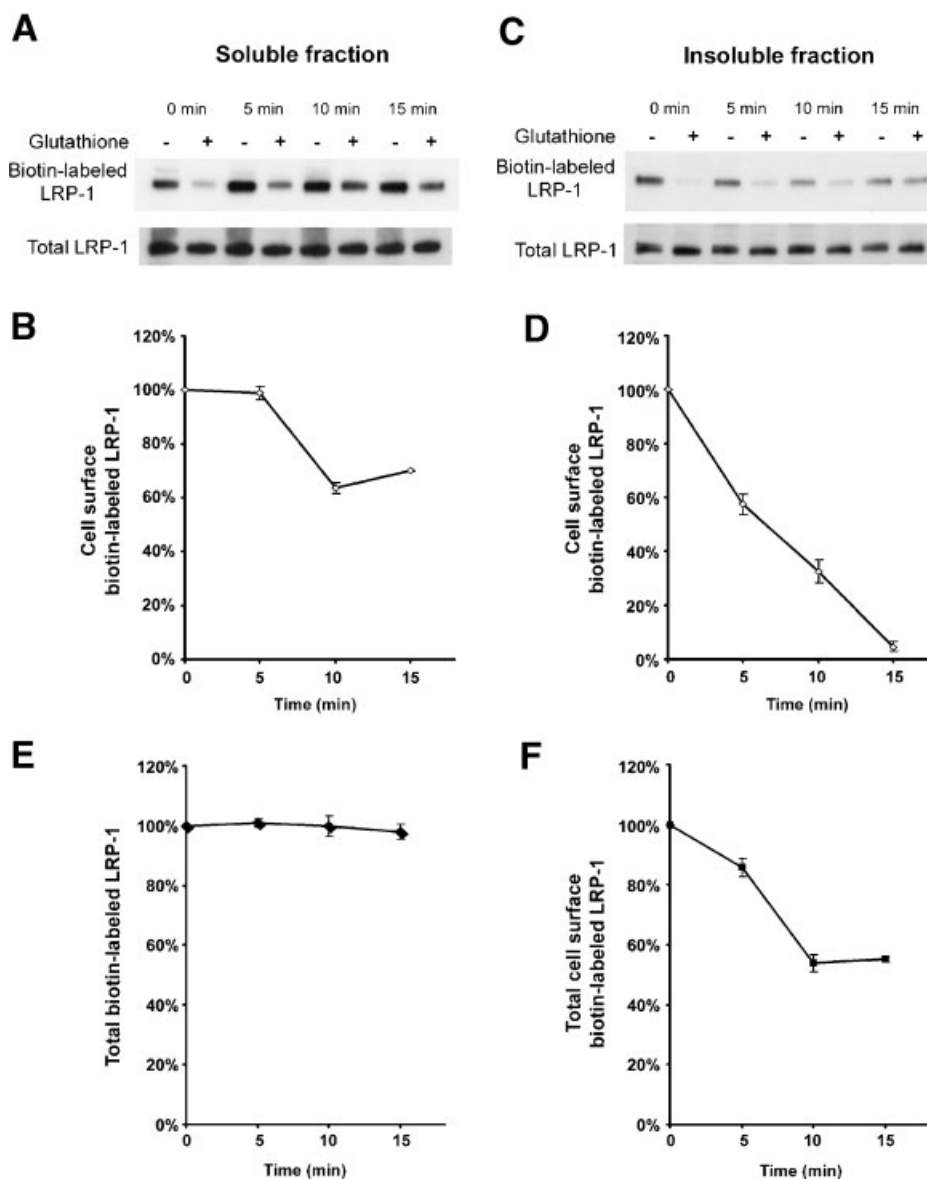 A
Soluble fraction
0 min 5 min 10 min 15 min
Glutathione - + - + - + - +
Biotin-labeled
LRP-1
Total LRP-1
C
Insoluble fraction
0 min 5 min 10 min 15 min
Glutathione - + - + - + - +
Biotin-labeled
LRP-1
Total LRP-1
B
Cell surface
biotin-labeled LRP-1
120%
100%
80%
60%
40%
20%
0%
0 5 10 15
Time (min)
D
Cell surface
biotin-labeled LRP-1
120%
100%
80%
60%
40%
20%
0%
0 5 10 15
Time (min)
E
Total biotin-labeled LRP-1
120%
100%
80%
60%
40%
20%
0%
0 5 10 15
Time (min)
F
Total cell surface
biotin-labeled LRP-1
120%
100%
80%
60%
40%
20%
0%
0 5 10 15
Time (min)